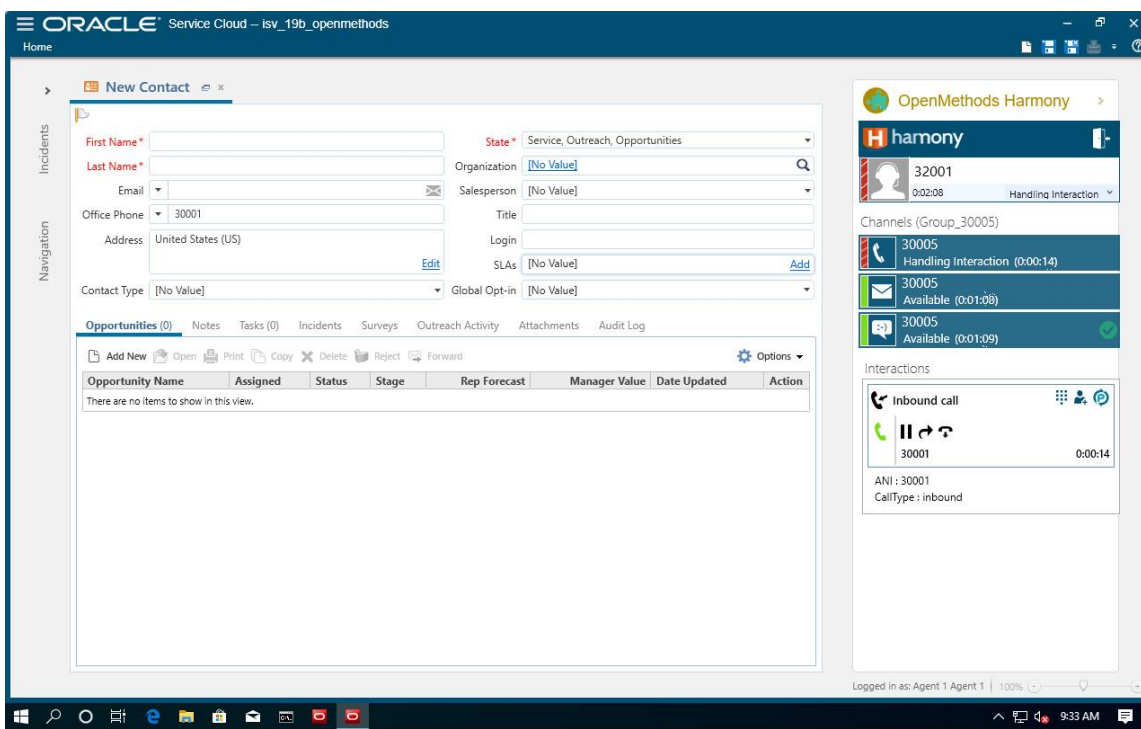 ORACLE® Service Cloud – isv_19b_openmethods
Home
New Contact
Incidents
Navigation
First Name *
Last Name *
Email
Office Phone 30001
Address United States (US)
Edit
Contact Type [No Value]
State * Service, Outreach, Opportunities
Organization [No Value]
Salesperson [No Value]
Title
Login
SLAs [No Value] Add
Global Opt-in [No Value]
Opportunities (0) Notes Tasks (0) Incidents Surveys Outreach Activity Attachments Audit Log
Add New Open Print Copy Delete Reject Forward Options
Opportunity Name Assigned Status Stage Rep Forecast Manager Value Date Updated Action
There are no items to show in this view.
OpenMethods Harmony
H harmony
32001
0:02:08 Handling Interaction
Channels (Group_30005)
30005
Handling Interaction (0:00:14)
30005
Available (0:01:08)
30005
Available (0:01:09)
Interactions
Inbound call
30001 0:00:14
ANI : 30001
CallType : inbound
Logged in as: Agent 1 Agent 1 | 100%
9:33 AM